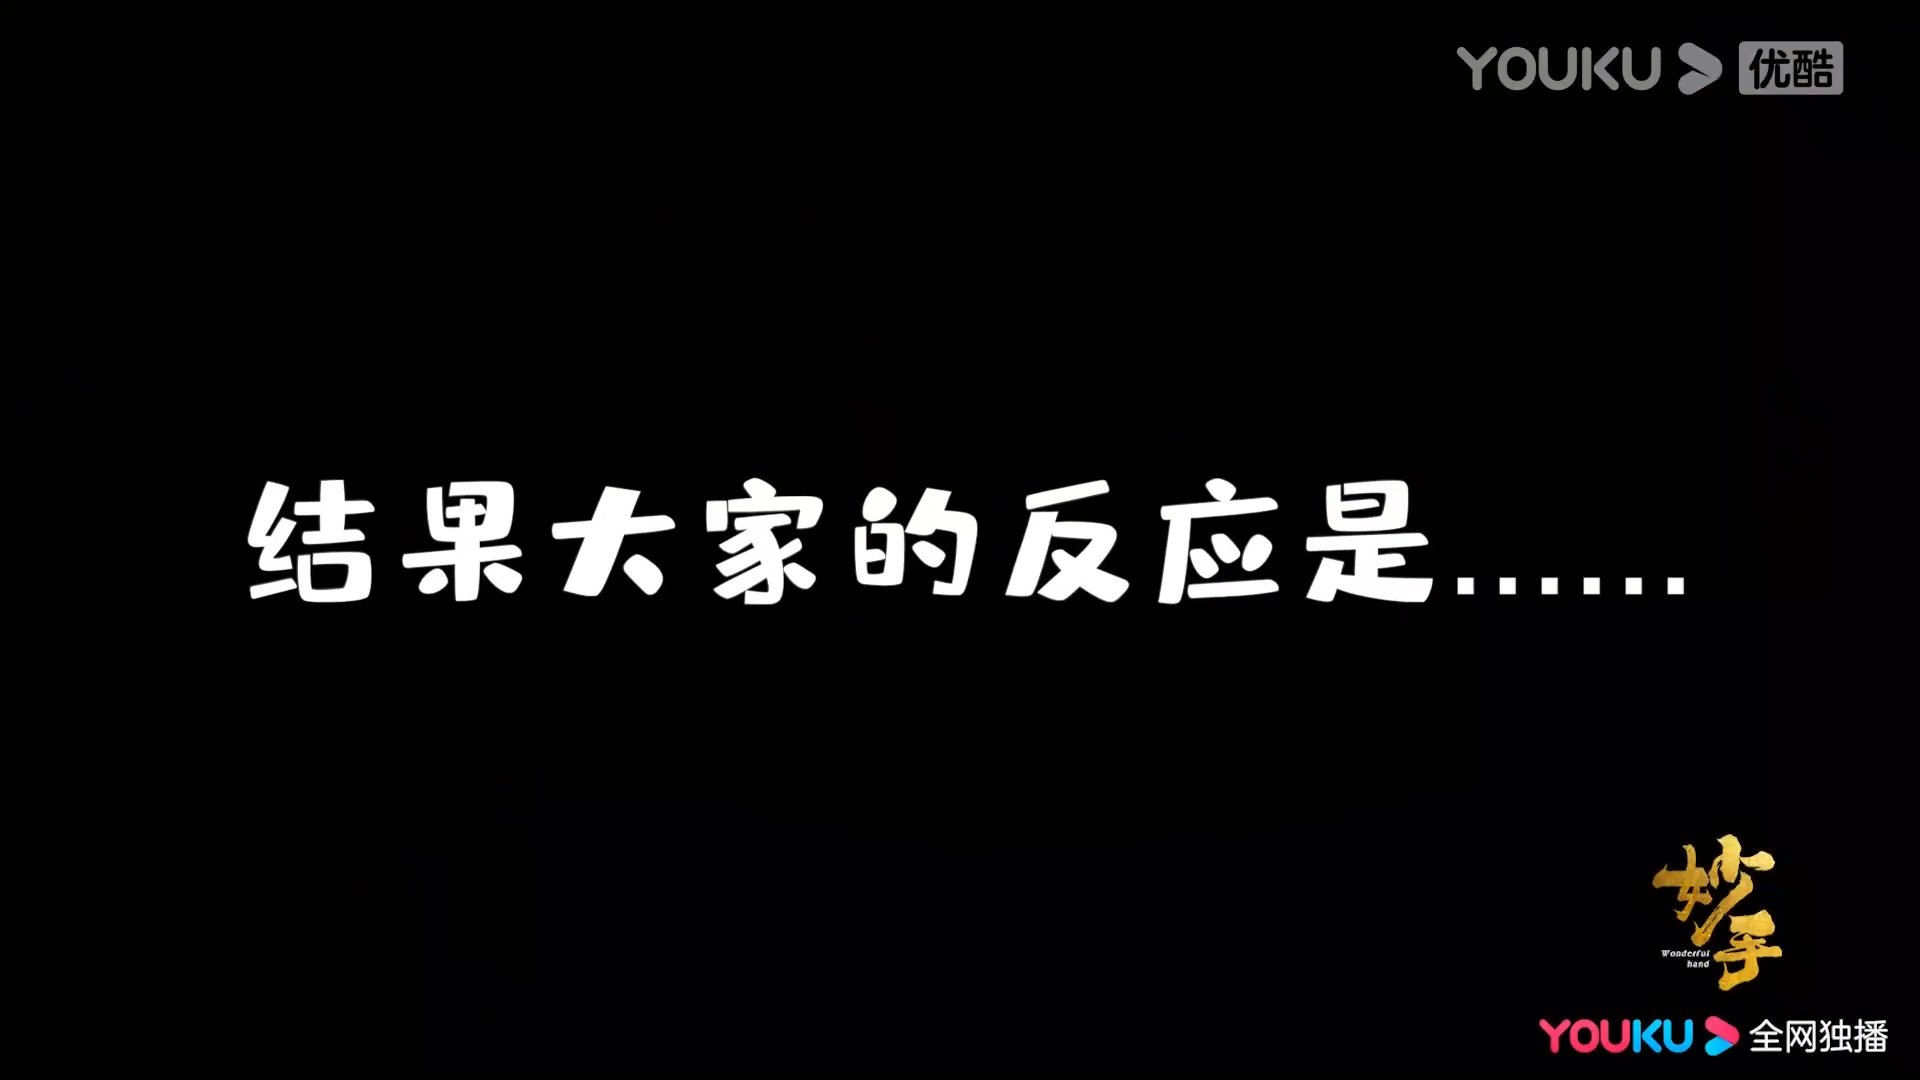 YOUKU 优酷
结果大家的反应是......
妙手
Wonderful
hand
YOUKU 全网独播